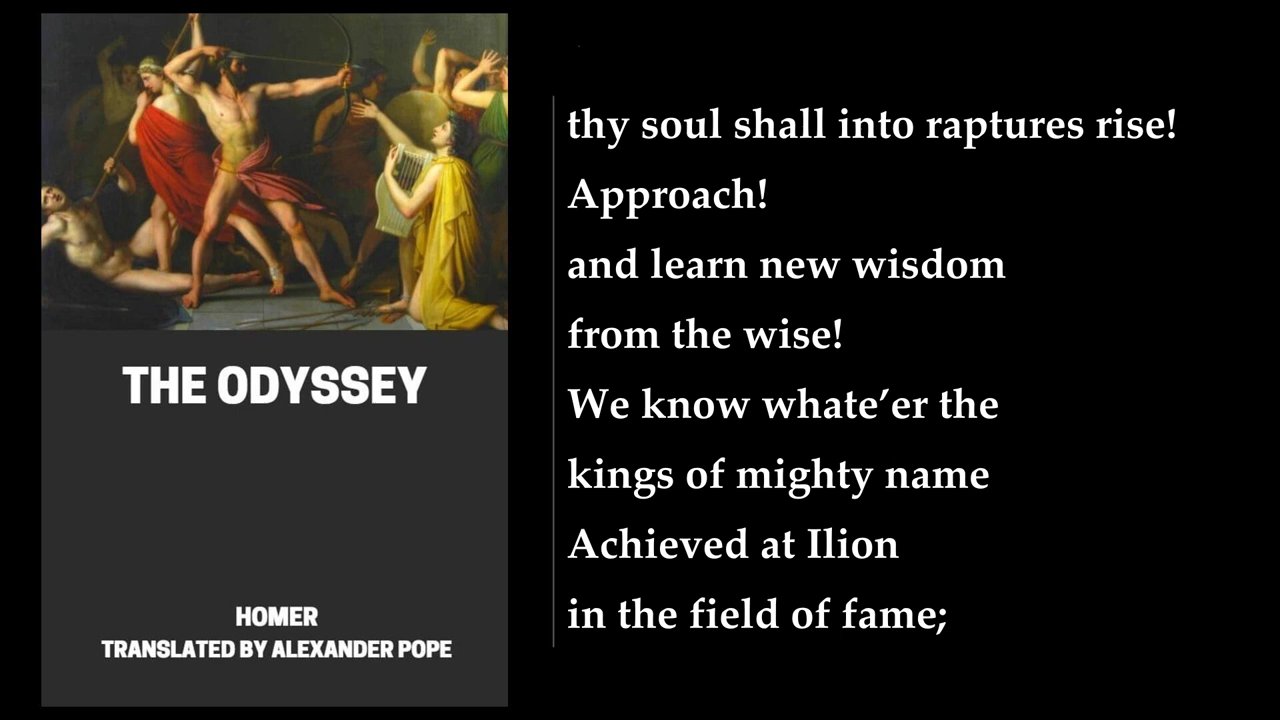 THE ODYSSEY
HOMER
TRANSLATED BY ALEXANDER POPE
thy soul shall into raptures rise!
Approach!
and learn new wisdom
from the wise!
We know whate’er the
kings of mighty name
Achieved at Ilion
in the field of fame;